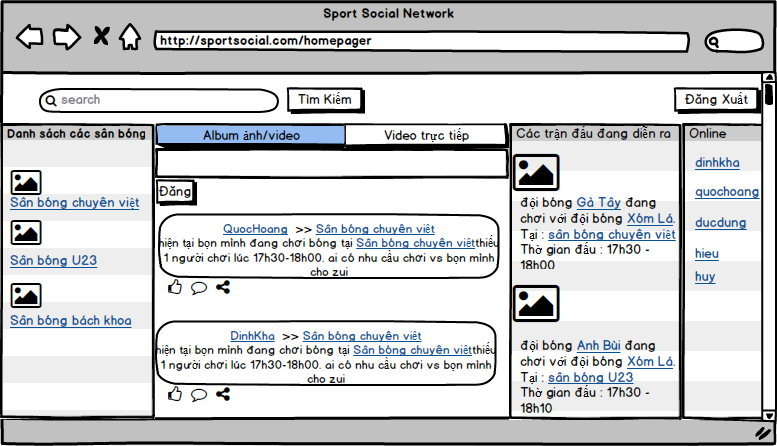 Sport Social Network
http://sportsocial.com/homepager
search
Tìm Kiếm
Đăng Xuất
Danh sách các sân bóng
Sân bóng chuyên việt
Sân bóng U23
Sân bóng bách khoa
Album ảnh/video
Video trực tiếp
Đăng
QuocHoang >> Sân bóng chuyên việt
hiện tại bọn mình đang chơi bóng tại Sân bóng chuyên việtthiếu
1 người chơi lúc 17h30-18h00. ai có nhu cầu chơi vs bọn mình
cho zui
DinhKha >> Sân bóng chuyên việt
hiện tại bọn mình đang chơi bóng tại Sân bóng chuyên việtthiếu
1 người chơi lúc 17h30-18h00. ai có nhu cầu chơi vs bọn mình
cho zui
Các trận đấu đang diễn ra
đội bóng Gà Tây đang
chơi với đội bóng Xóm Lá.
Tại : sân bóng chuyên việt
Thờ gian đấu : 17h30 -
18h00
đội bóng Anh Bùi đang
chơi với đội bóng Xóm Lá.
Tại : sân bóng U23
Thờ gian đấu : 17h30 -
18h10
Online
dinhkha
quochoang
ducdung
hieu
huy